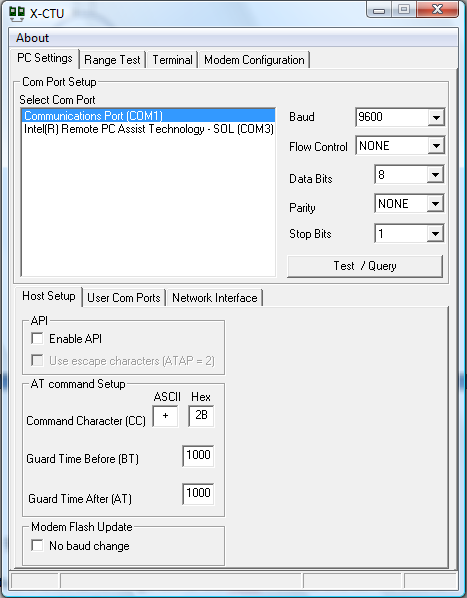 X-CTU
About
PC Settings Range Test Terminal Modem Configuration
Com Port Setup
Select Com Port
Communications Port (COM1)
Intel(R) Remote PC Assist Technology - SOL (COM3)
Baud 9600
Flow Control NONE
Data Bits 8
Parity NONE
Stop Bits 1
Test / Query
Host Setup User Com Ports Network Interface
API
Enable API
Use escape characters (ATAP = 2)
AT command Setup
ASCII Hex
Command Character (CC) + 2B
Guard Time Before (BT) 1000
Guard Time After (AT) 1000
Modem Flash Update
No baud change